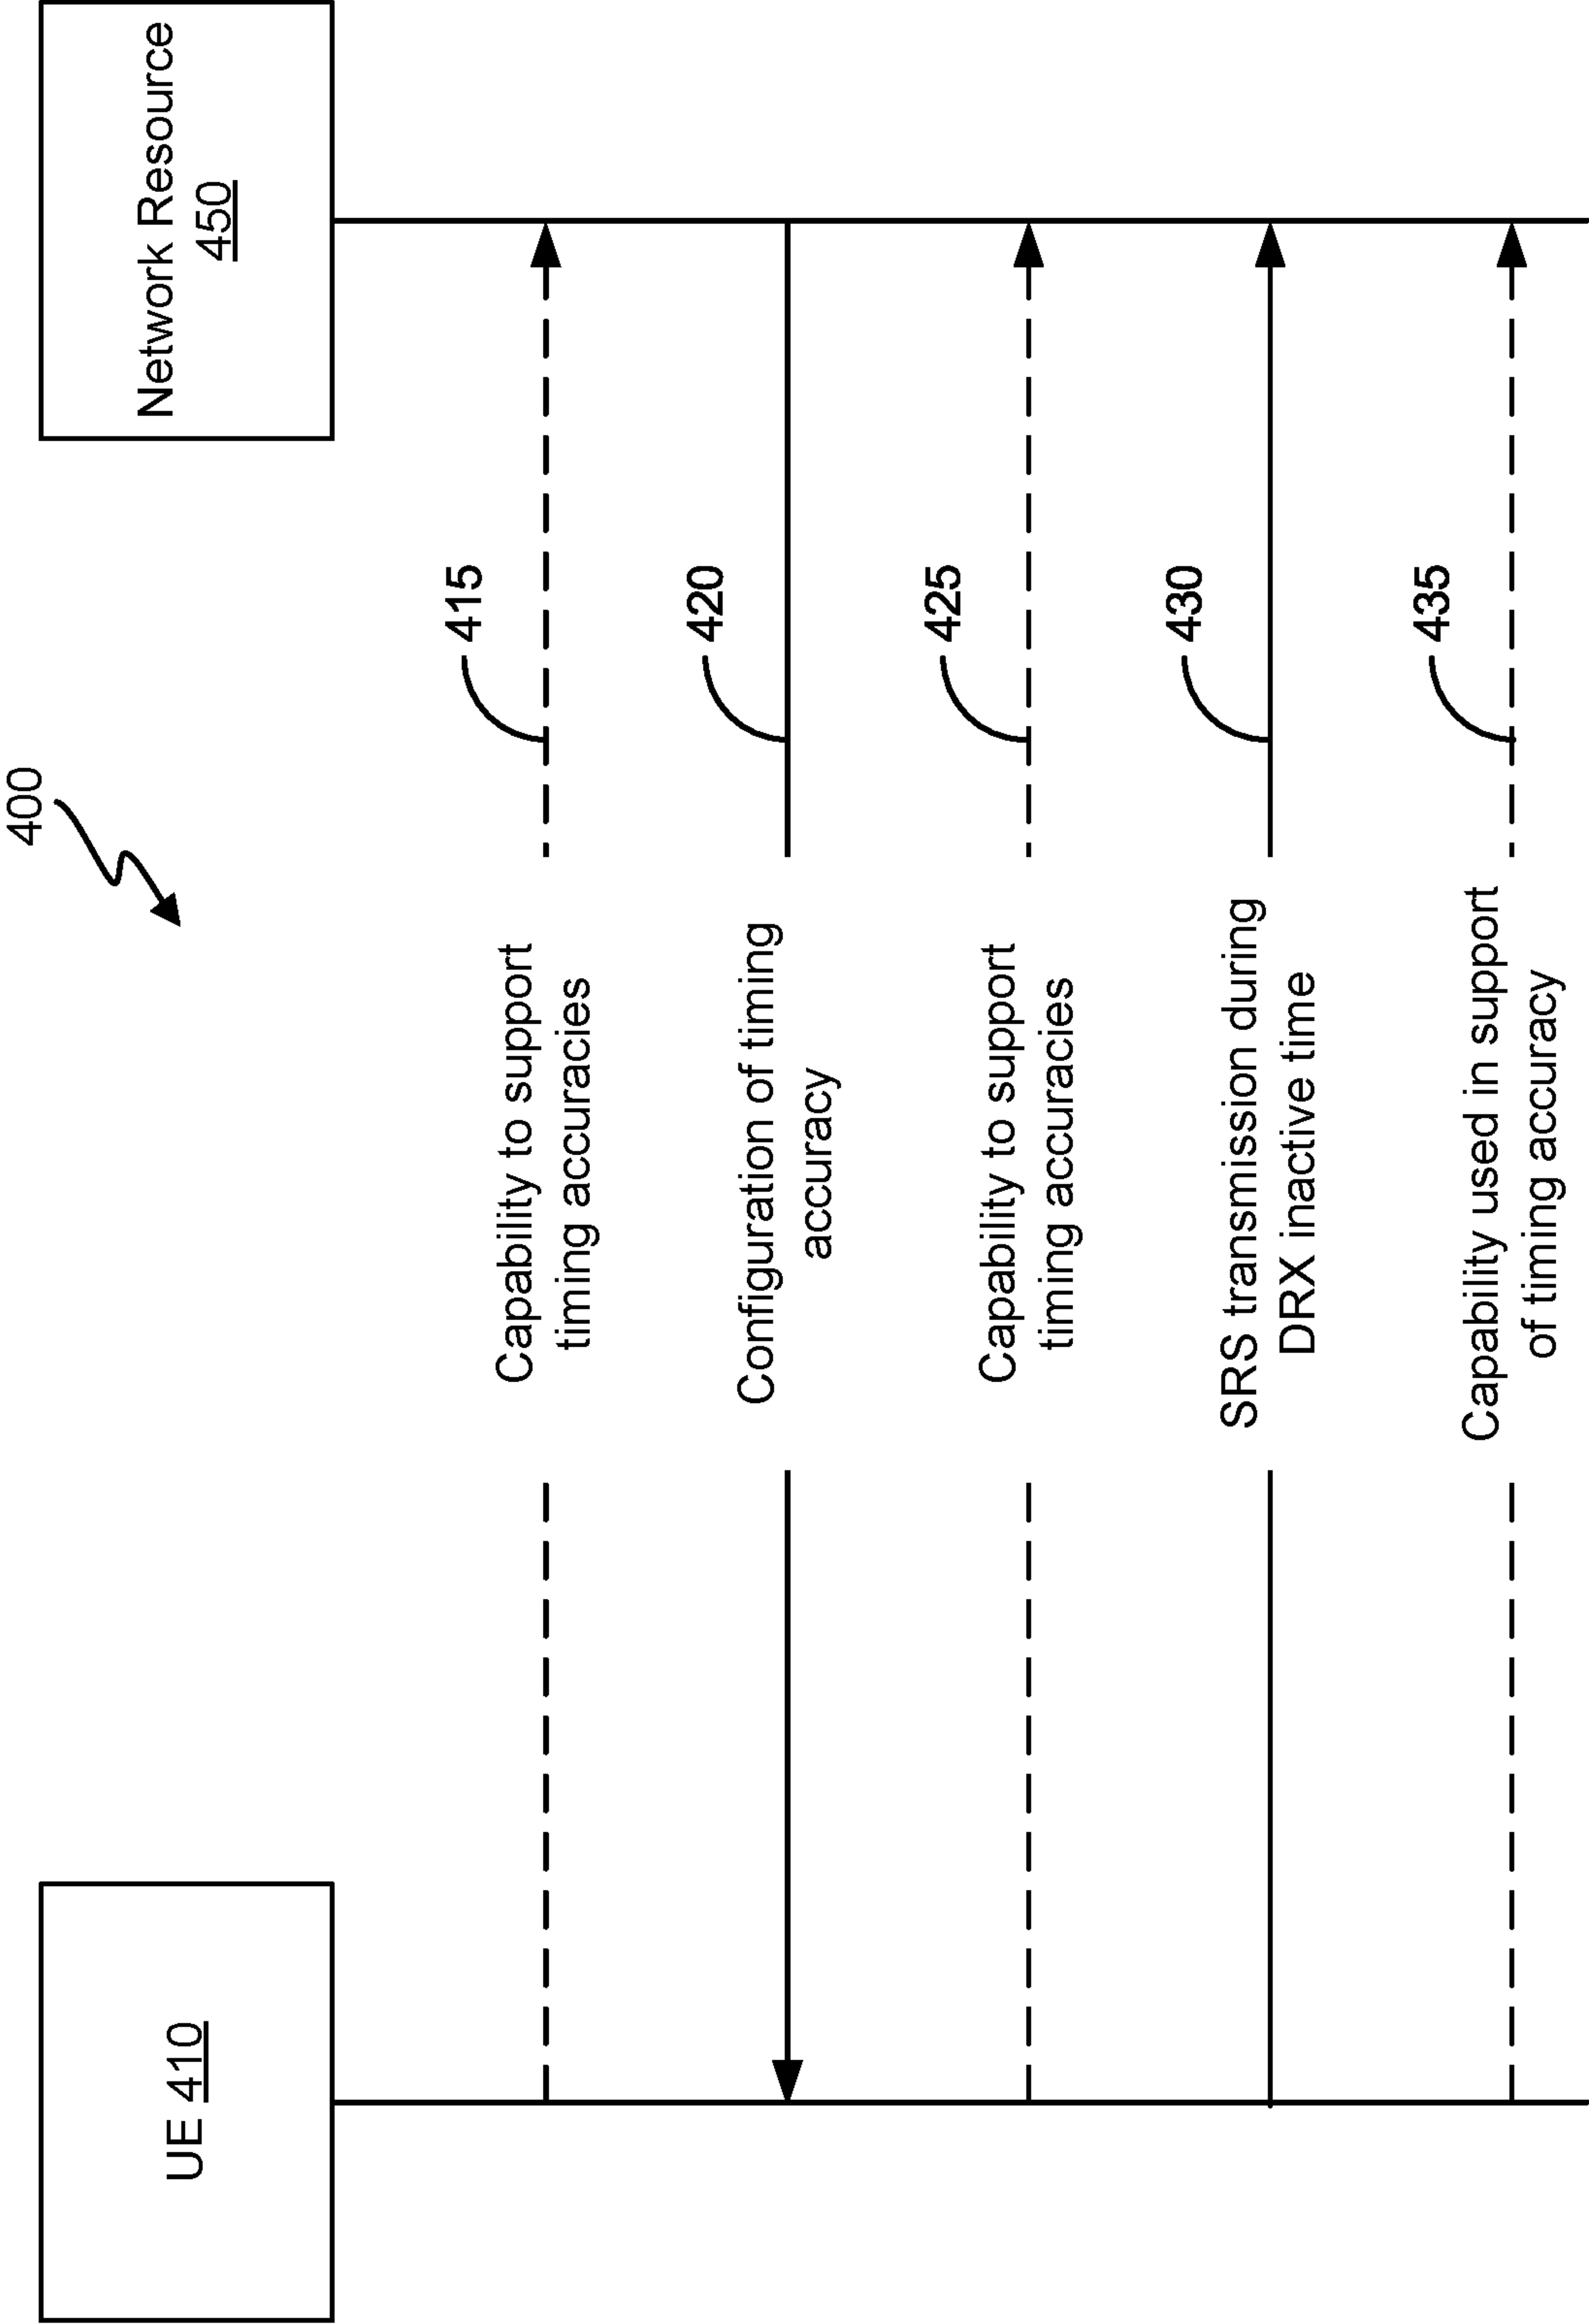 400
UE 410
Network Resource
450
415
Capability to support
timing accuracies
420
Configuration of timing
accuracy
425
Capability to support
timing accuracies
430
SRS transmission during
DRX inactive time
435
Capability used in support
of timing accuracy